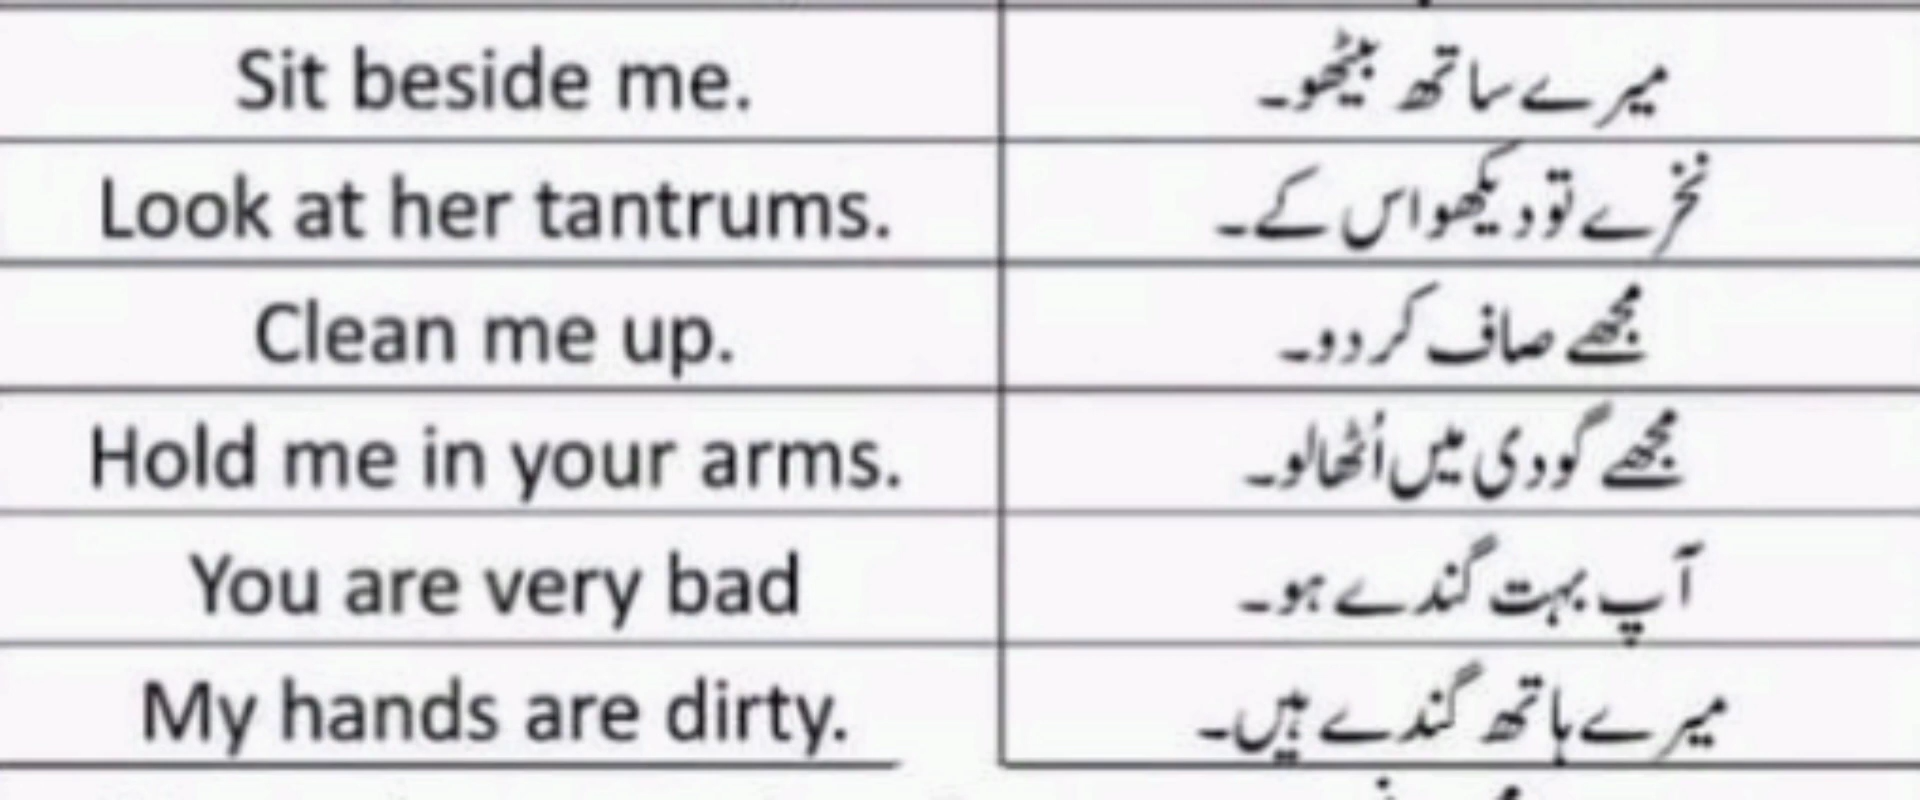 Sit beside me. میرے ساتھ بیٹھو۔
Look at her tantrums. نخرے تو دیکھو اس کے۔
Clean me up. مجھے صاف کر دو۔
Hold me in your arms. مجھے گودی میں اُٹھالو۔
You are very bad آپ بہت گندے ہو۔
My hands are dirty. میرے ہاتھ گندے ہیں۔